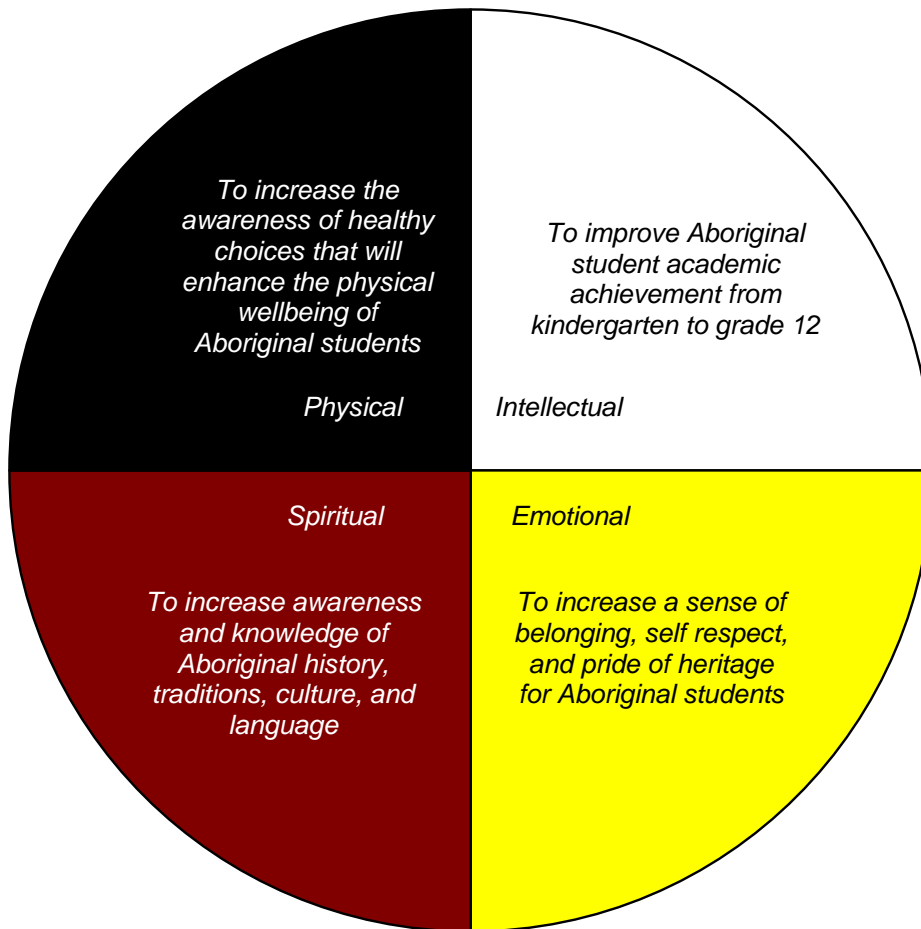 To increase the
awareness of healthy
choices that will
enhance the physical
wellbeing of
Aboriginal students
Physical
To improve Aboriginal
student academic
achievement from
kindergarten to grade 12
Intellectual
Spiritual
To increase awareness
and knowledge of
Aboriginal history,
traditions, culture, and
language
Emotional
To increase a sense of
belonging, self respect,
and pride of heritage
for Aboriginal students